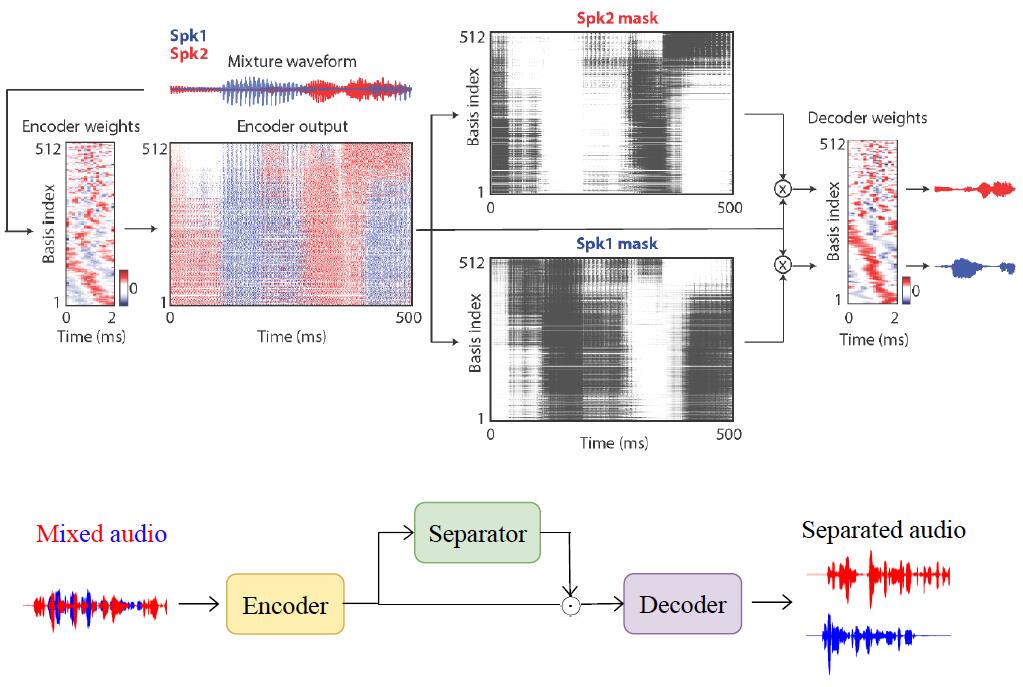 Spk2 mask
Spk1
Spk2
Mixture waveform
512
Basis index
1
0
500
Encoder weights
512
Basis index
1
0
0
2
Time (ms)
Encoder output
512
1
0
500
Time (ms)
Decoder weights
512
Basis index
1
0
0
2
Time (ms)
x
x
Spk1 mask
512
Basis index
1
0
500
Time (ms)
Mixed audio
Encoder
Separator
Decoder
Separated audio